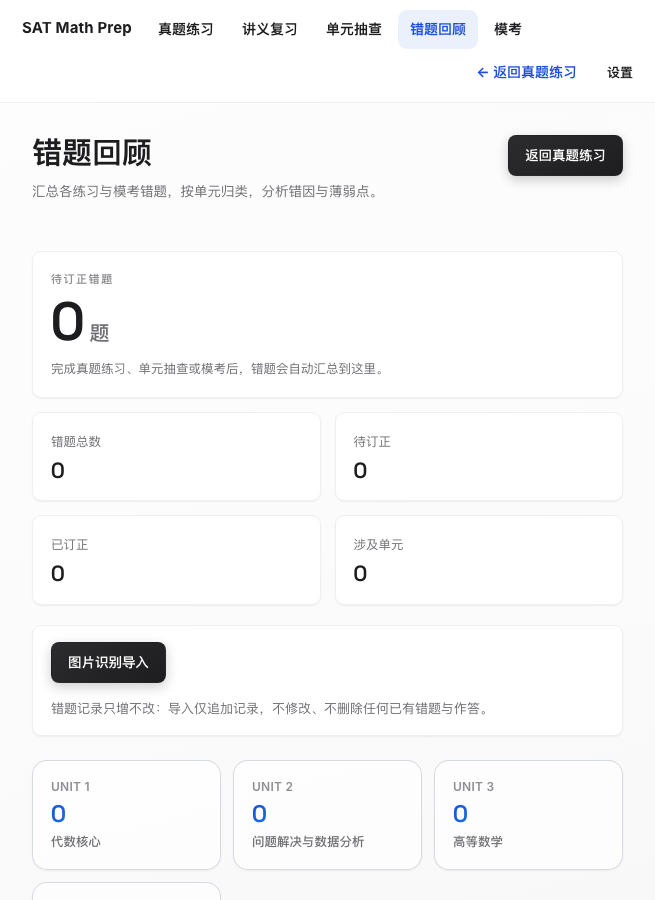 SAT Math Prep 真题练习 讲义复习 单元抽查 错题回顾 模考
← 返回真题练习 设置
错题回顾
返回真题练习
汇总各练习与模考错题，按单元归类，分析错因与薄弱点。
待订正错题
0 题
完成真题练习、单元抽查或模考后，错题会自动汇总到这里。
错题总数
0
待订正
0
已订正
0
涉及单元
0
图片识别导入
错题记录只增不改：导入仅追加记录，不修改、不删除任何已有错题与作答。
UNIT 1
0
代数核心
UNIT 2
0
问题解决与数据分析
UNIT 3
0
高等数学